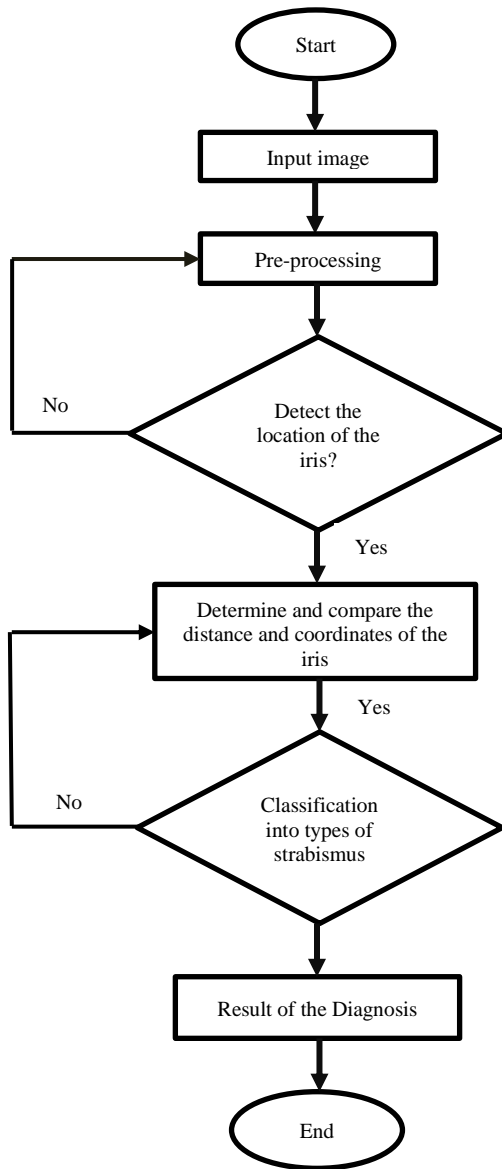 Start
Input image
Pre-processing
No
Detect the
location of the
iris?
Yes
Determine and compare the
distance and coordinates of the
iris
Yes
No
Classification
into types of
strabismus
Result of the Diagnosis
End